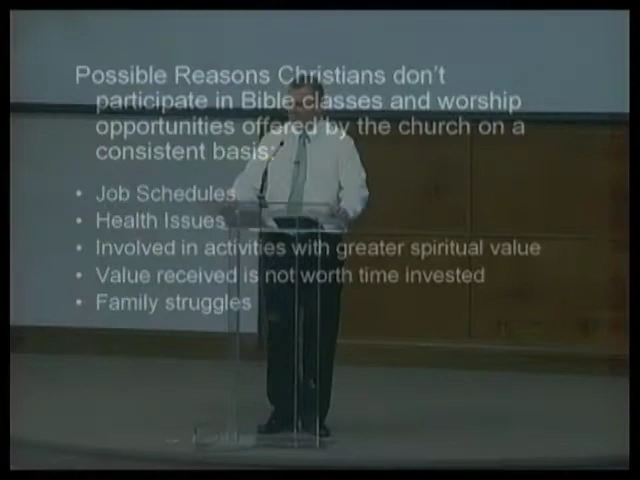 Possible Reasons Christians don't
participate in Bible classes and worship
opportunities offered by the church on a
consistent basis:
• Job Schedules
• Health Issues
• Involved in activities with greater spiritual value
• Value received is not worth time invested
• Family struggles